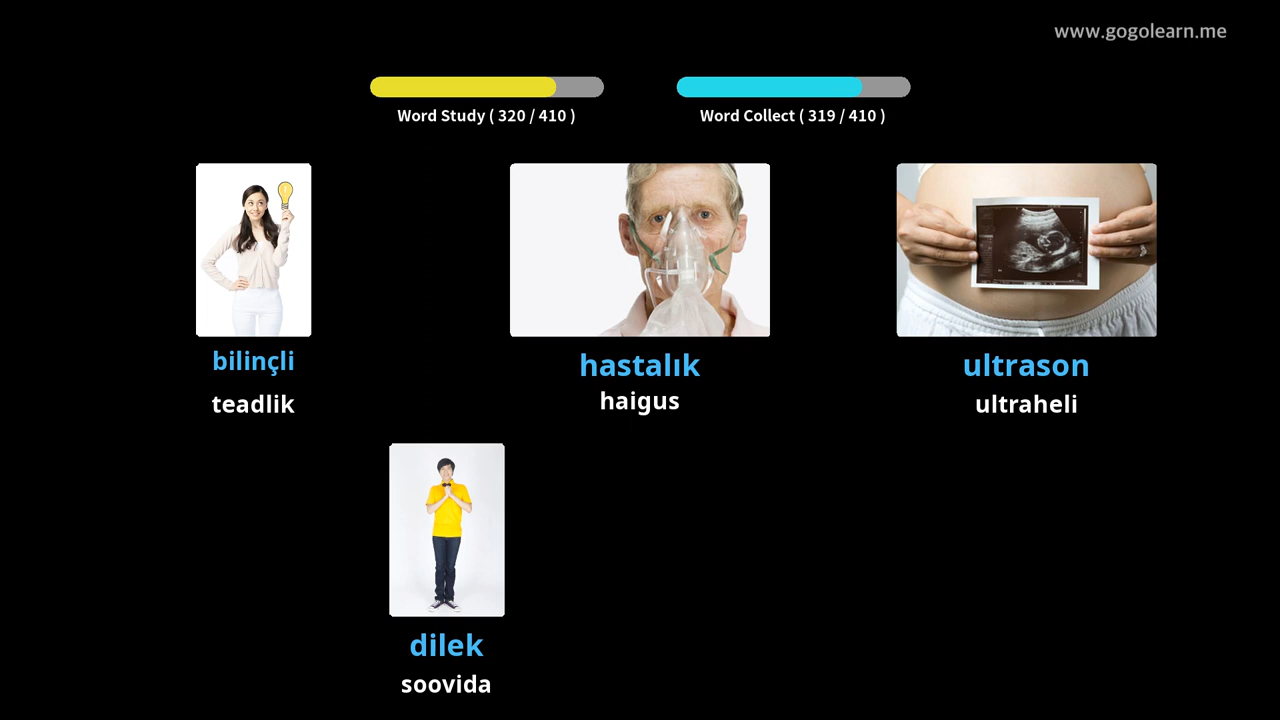 www.gogolearn.me
Word Study ( 320 / 410 )
Word Collect ( 319 / 410 )
bilinçli
hastalık
ultrason
teadlik
haigus
ultraheli
dilek
soovida